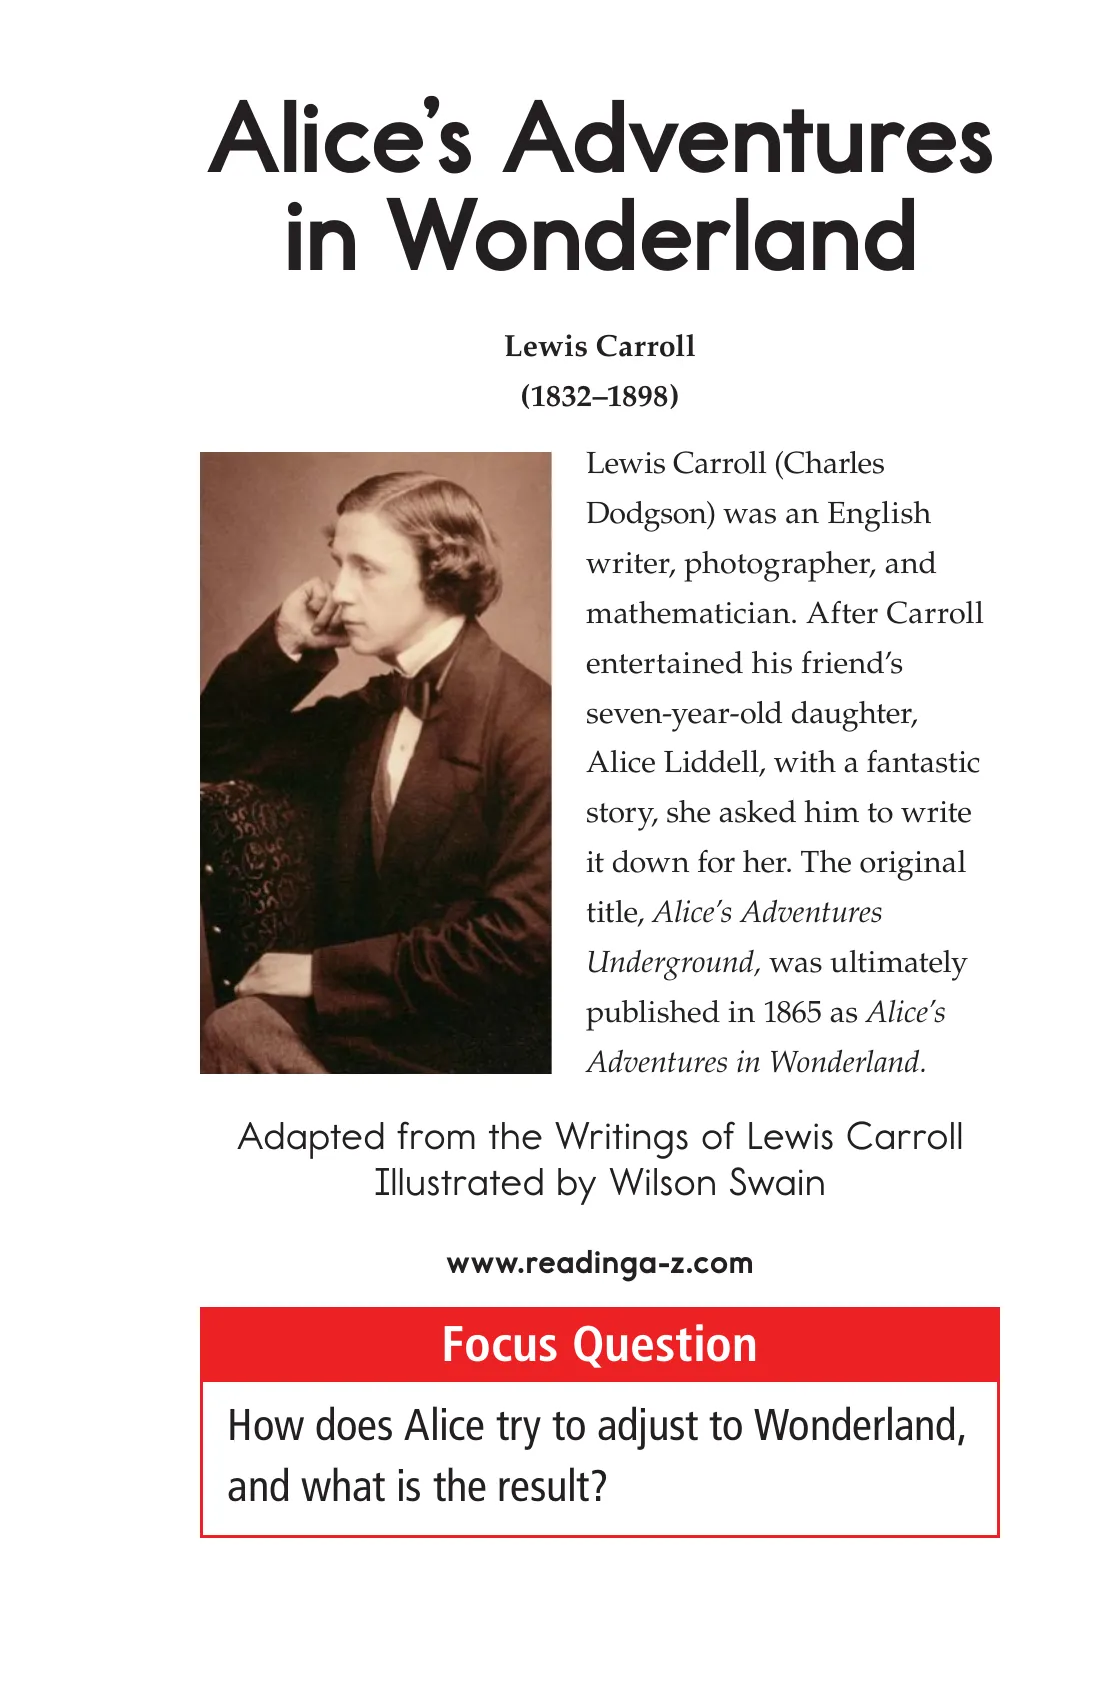 Alice’s Adventures
in Wonderland
Lewis Carroll
(1832–1898)
Lewis Carroll (Charles
Dodgson) was an English
writer, photographer, and
mathematician. After Carroll
entertained his friend’s
seven-year-old daughter,
Alice Liddell, with a fantastic
story, she asked him to write
it down for her. The original
title, Alice’s Adventures
Underground, was ultimately
published in 1865 as Alice’s
Adventures in Wonderland.
Adapted from the Writings of Lewis Carroll
Illustrated by Wilson Swain
www.readinga-z.com
Focus Question
How does Alice try to adjust to Wonderland,
and what is the result?